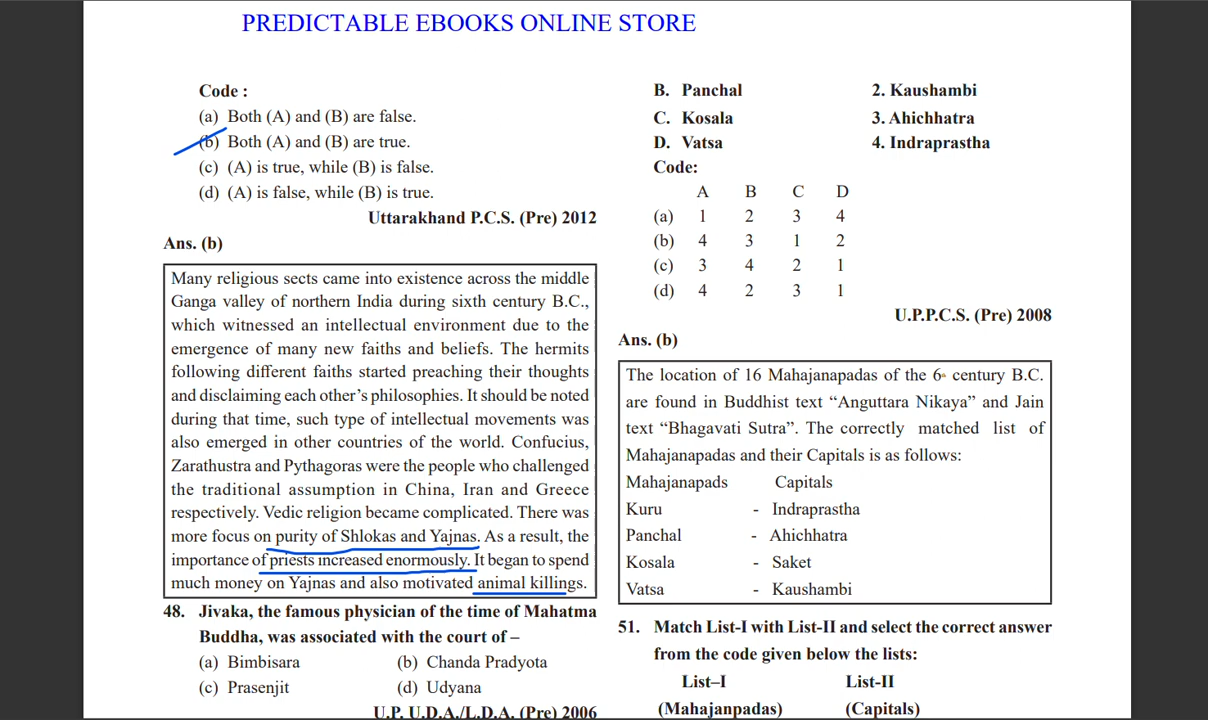 PREDICTABLE EBOOKS ONLINE STORE
Code :
(a) Both (A) and (B) are false.
(b) Both (A) and (B) are true.
(c) (A) is true, while (B) is false.
(d) (A) is false, while (B) is true.
Uttarakhand P.C.S. (Pre) 2012
Ans. (b)
Many religious sects came into existence across the middle
Ganga valley of northern India during sixth century B.C.,
which witnessed an intellectual environment due to the
emergence of many new faiths and beliefs. The hermits
following different faiths started preaching their thoughts
and disclaiming each other's philosophies. It should be noted
during that time, such type of intellectual movements was
also emerged in other countries of the world. Confucius,
Zarathustra and Pythagoras were the people who challenged
the traditional assumption in China, Iran and Greece
respectively. Vedic religion became complicated. There was
more focus on purity of Shlokas and Yajnas. As a result, the
importance of priests increased enormously. It began to spend
much money on Yajnas and also motivated animal killings.
48. Jivaka, the famous physician of the time of Mahatma
Buddha, was associated with the court of –
(a) Bimbisara (b) Chanda Pradyota
(c) Prasenjit (d) Udyana
U.P. U.D.A./L.D.A. (Pre) 2006
B. Panchal 2. Kaushambi
C. Kosala 3. Ahichhatra
D. Vatsa 4. Indraprastha
Code:
A B C D
(a) 1 2 3 4
(b) 4 3 1 2
(c) 3 4 2 1
(d) 4 2 3 1
U.P.P.C.S. (Pre) 2008
Ans. (b)
The location of 16 Mahajanapadas of the 6th century B.C.
are found in Buddhist text “Anguttara Nikaya” and Jain
text “Bhagavati Sutra”. The correctly matched list of
Mahajanapadas and their Capitals is as follows:
Mahajanapads Capitals
Kuru - Indraprastha
Panchal - Ahichhatra
Kosala - Saket
Vatsa - Kaushambi
51. Match List-I with List-II and select the correct answer
from the code given below the lists:
List–I List-II
(Mahajanpadas) (Capitals)